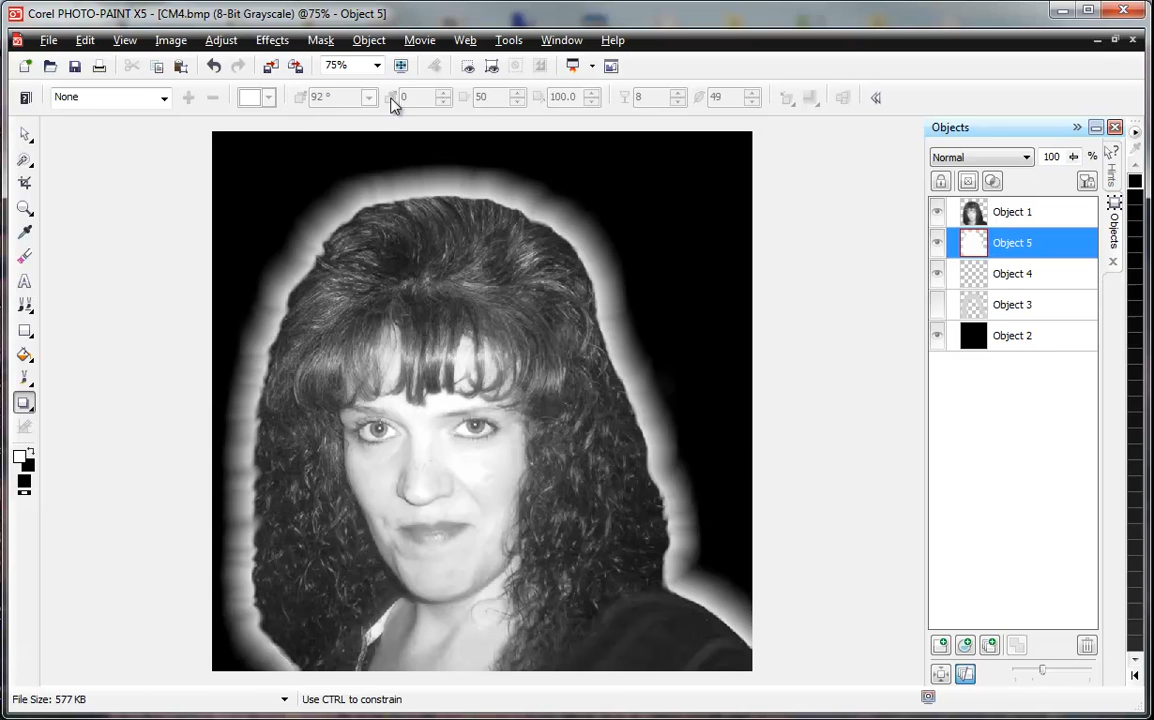 Corel PHOTO-PAINT X5 - [CM4.bmp (8-Bit Grayscale) @75% - Object 5]
File Edit View Image Adjust Effects Mask Object Movie Web Tools Window Help
75%
None 92 ° 0 50 100.0 8 49
Objects
Normal 100 %
Hints
Objects
Object 1
Object 5
Object 4
Object 3
Object 2
File Size: 577 KB Use CTRL to constrain